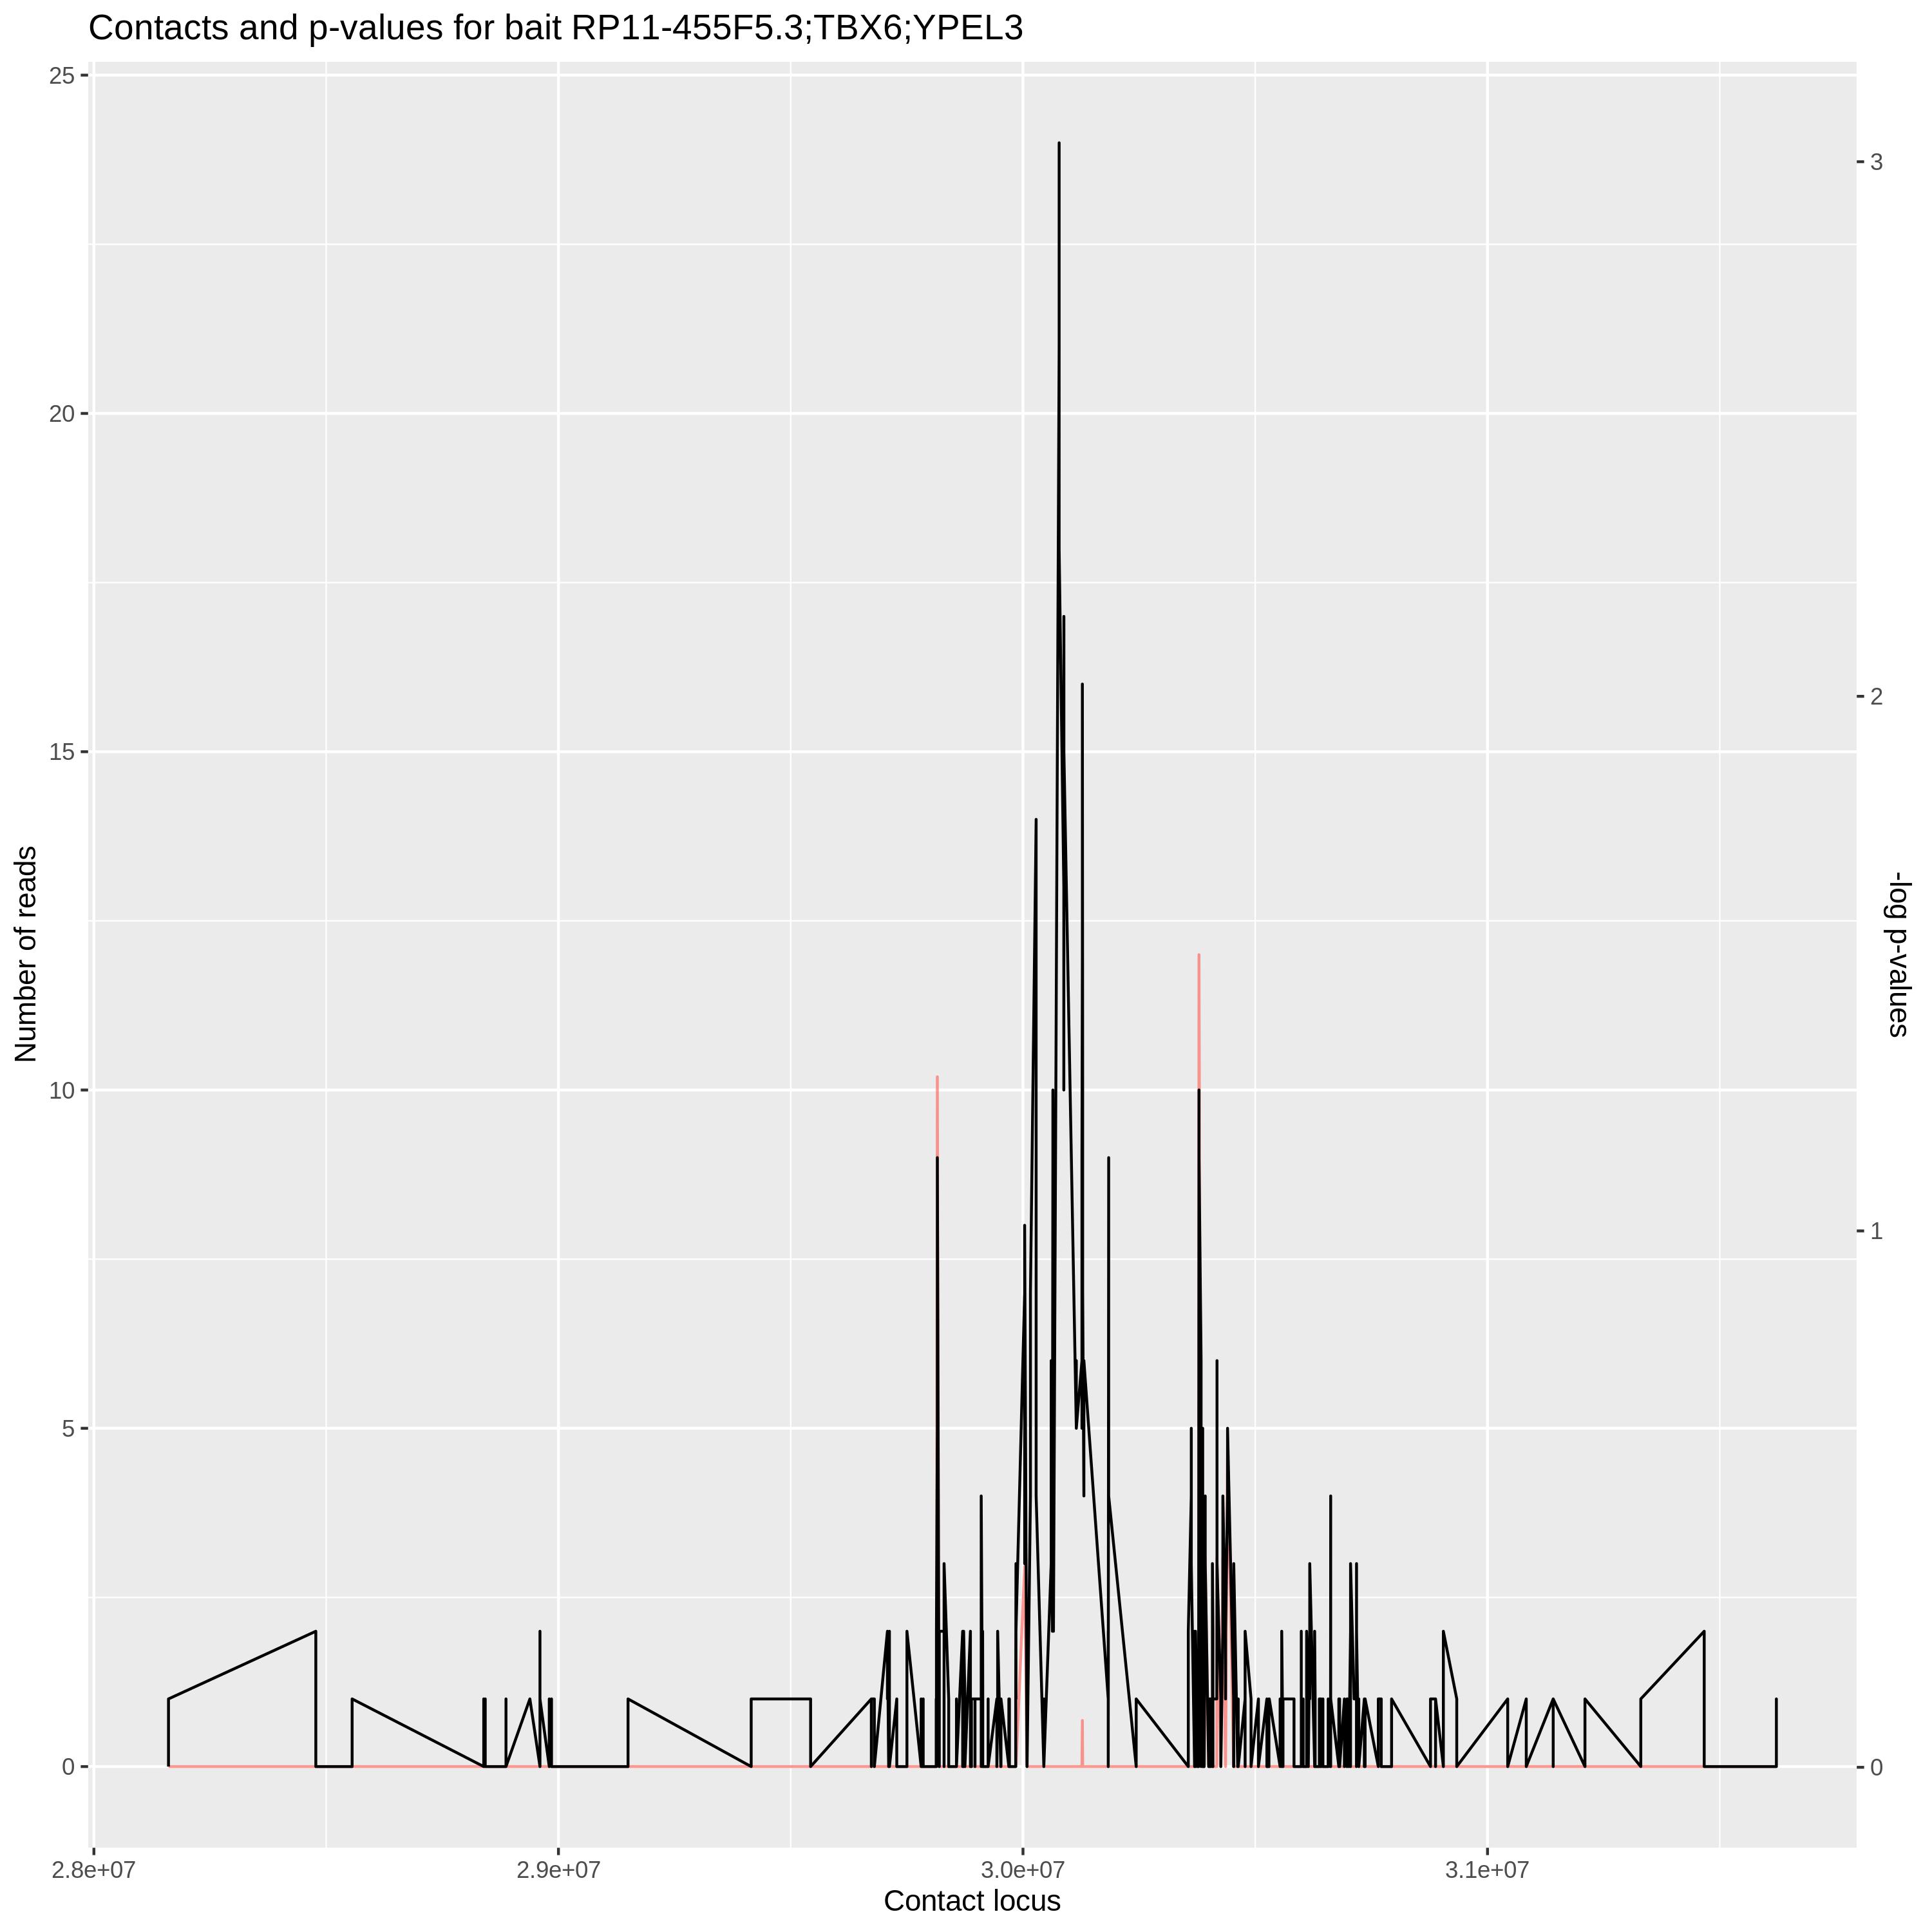 Contacts and p-values for bait RP11-455F5.3;TBX6;YPEL3
25
20
15
10
5
0
Number of reads
3
2
1
0
-log p-values
2.8e+07 2.9e+07 3.0e+07 3.1e+07
Contact locus